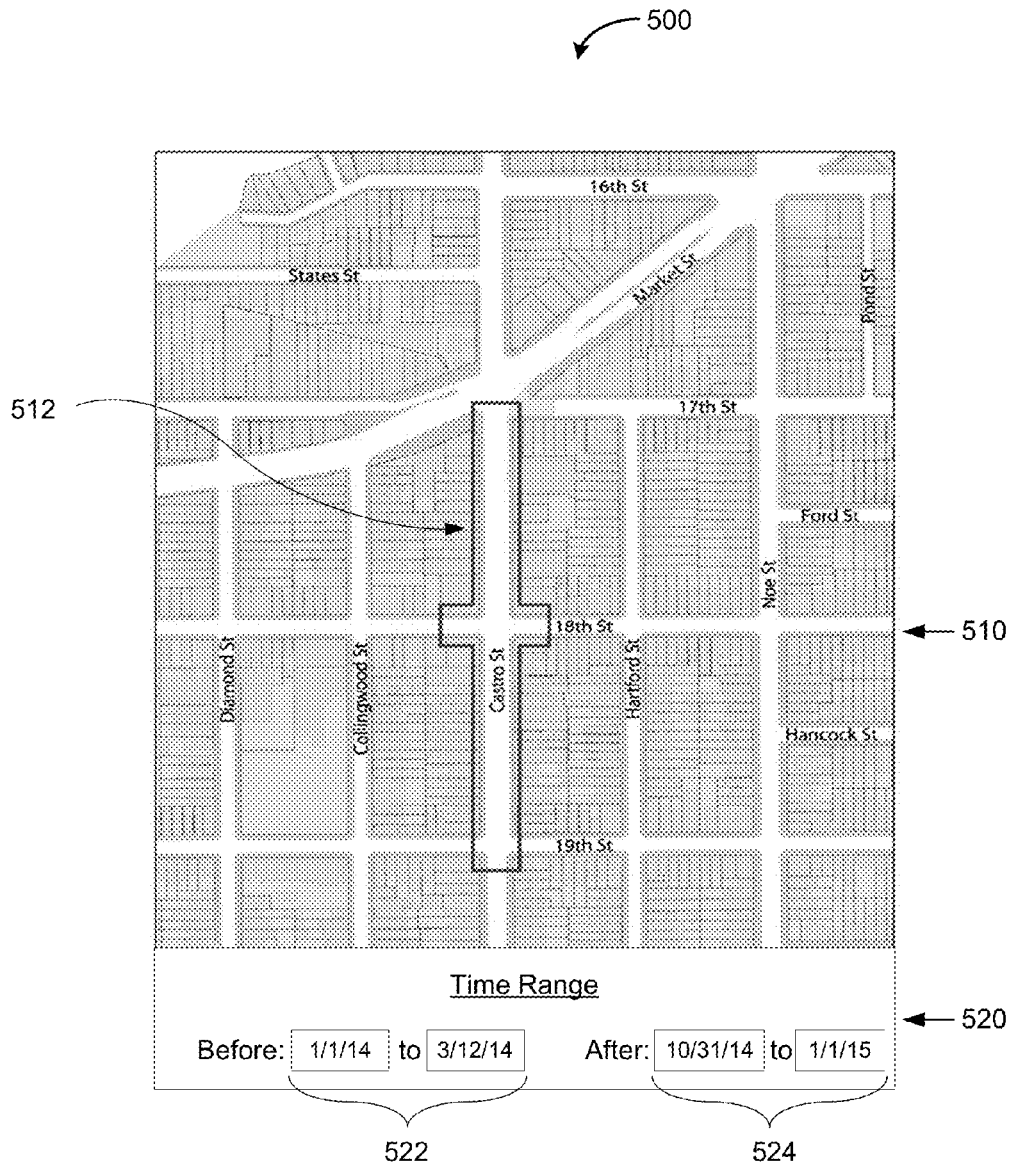 500
16th St
States St
Market St
Pond St
512
17th St
Ford St
Noe St
18th St
510
Diamond St
Collingwood St
Castro St
Hartford St
Hancock St
19th St
Time Range
520
Before: 1/1/14 to 3/12/14 After: 10/31/14 to 1/1/15
522 524